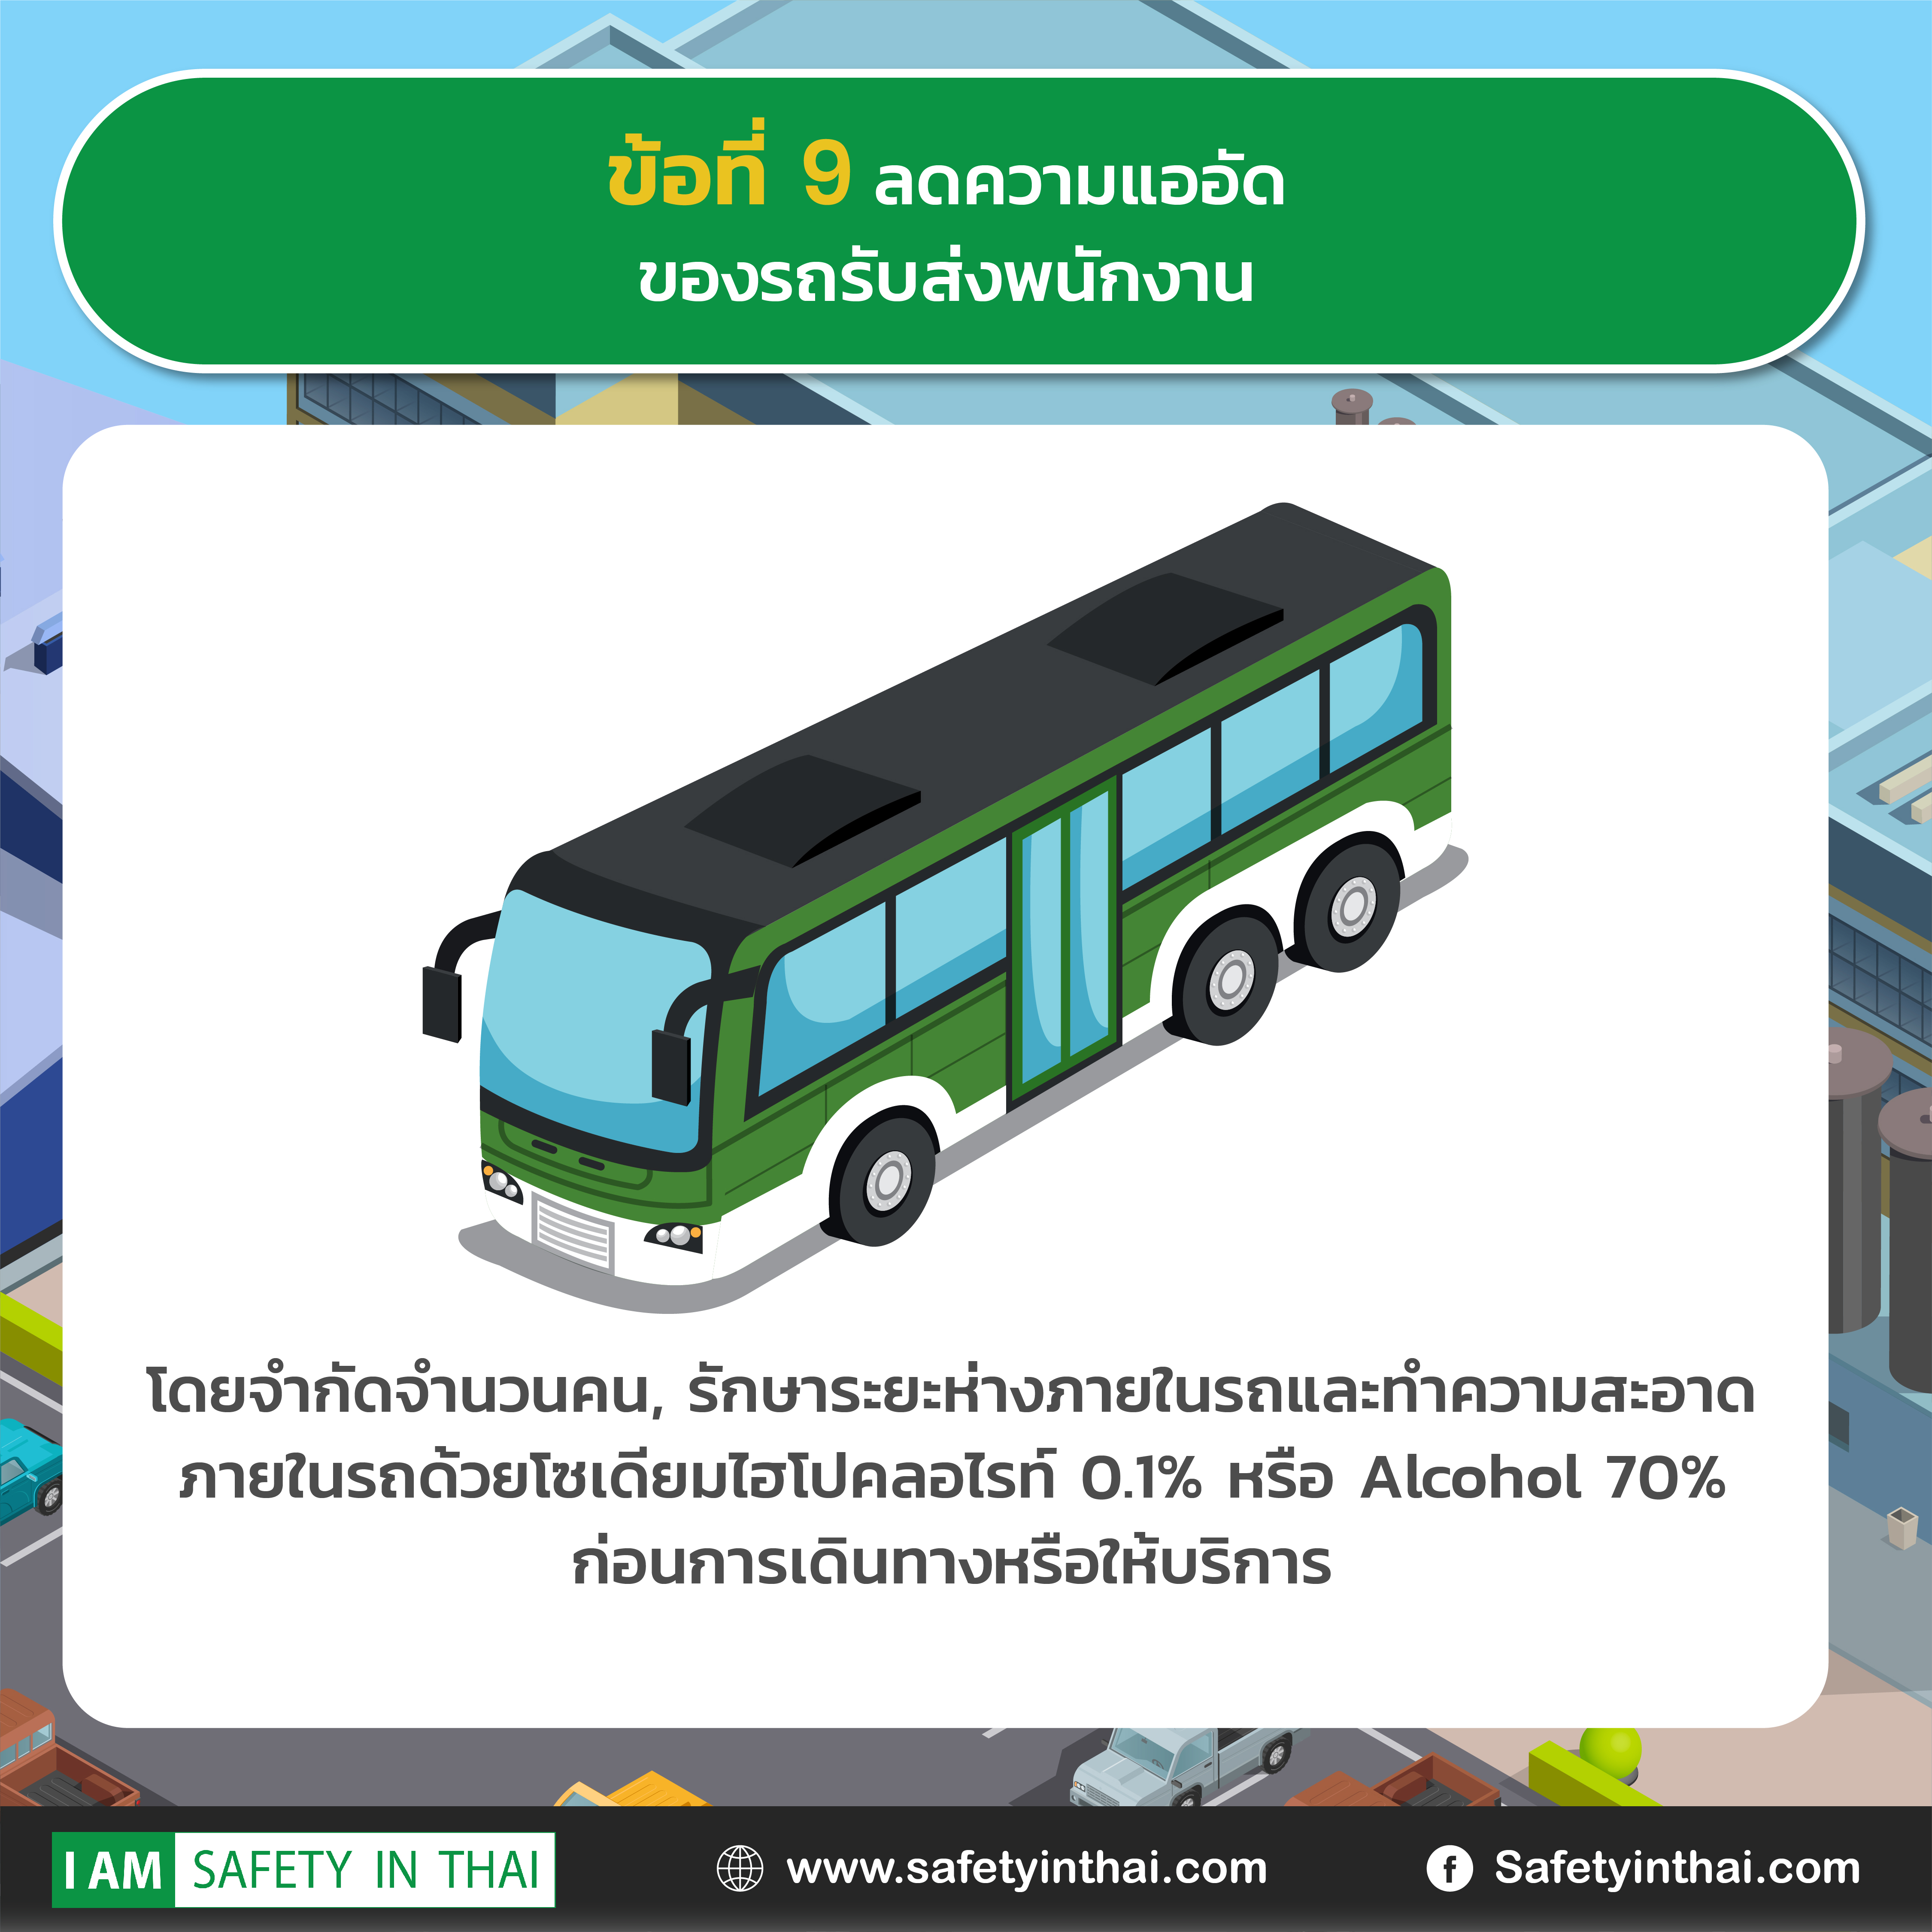 ข้อที่ 9 ลดความแออัด
ของรถรับส่งพนักงาน
โดยจำกัดจำนวนคน, รักษาระยะห่างภายในรถและทำความสะอาด
ภายในรถด้วยโซเดียมไฮโปคลอไรท์ 0.1% หรือ Alcohol 70%
ก่อนการเดินทางหรือให้บริการ
I AM SAFETY IN THAI
www.safetyinthai.com
Safetyinthai.com